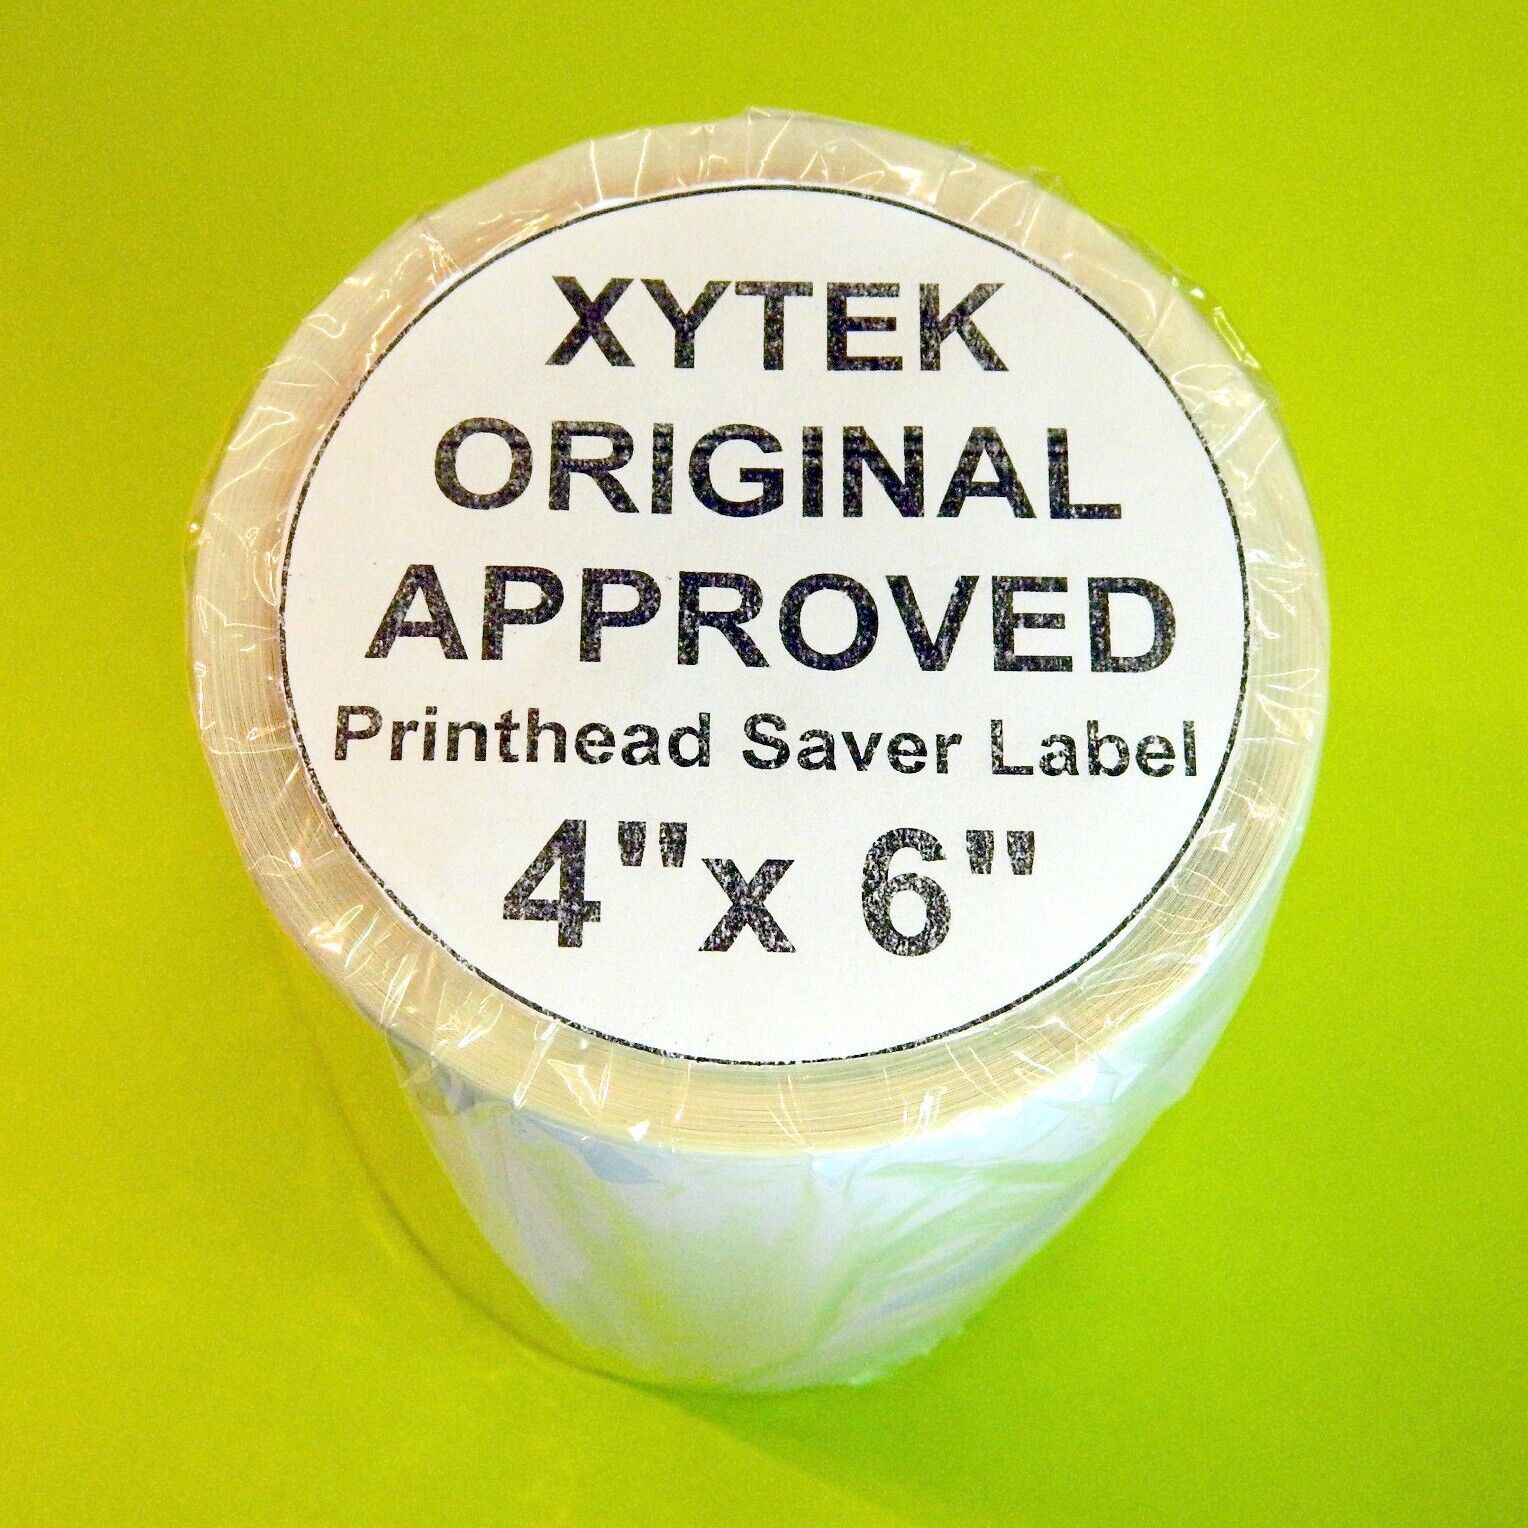 XYTEK
ORIGINAL
APPROVED
Printhead Saver Label
4"x 6"